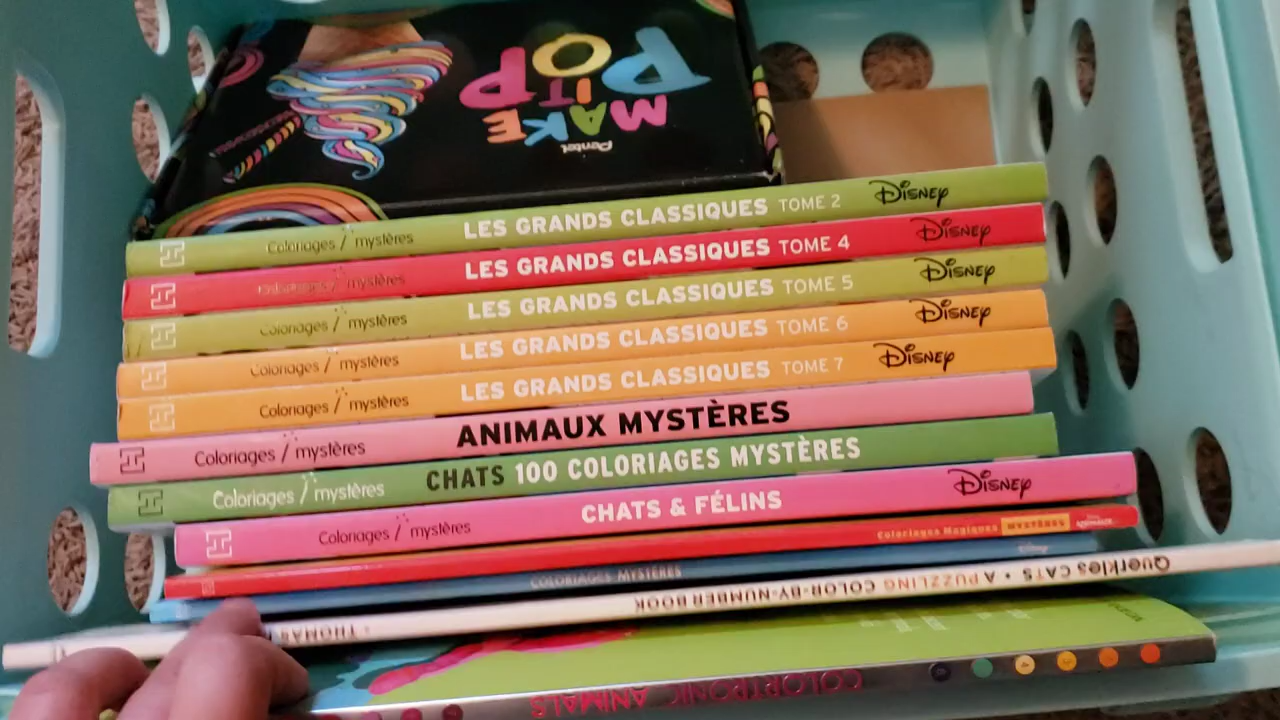 MAKE IT POP
Pentel
Coloriages / mystères LES GRANDS CLASSIQUES TOME 2 DISNEY
Coloriages / mystères LES GRANDS CLASSIQUES TOME 4 DISNEY
Coloriages / mystères LES GRANDS CLASSIQUES TOME 5 DISNEY
Coloriages / mystères LES GRANDS CLASSIQUES TOME 6 DISNEY
Coloriages / mystères LES GRANDS CLASSIQUES TOME 7 DISNEY
Coloriages / mystères ANIMAUX MYSTÈRES
Coloriages / mystères CHATS 100 COLORIAGES MYSTÈRES
Coloriages / mystères CHATS & FÉLINS DISNEY
Coloriages Magiques MYSTÈRES
COLORIAGES MYSTÈRES Disney
Querkles CATS • A PUZZLING COLOR-BY-NUMBER BOOK • THOMAS
COLORTRONIC ANIMALS